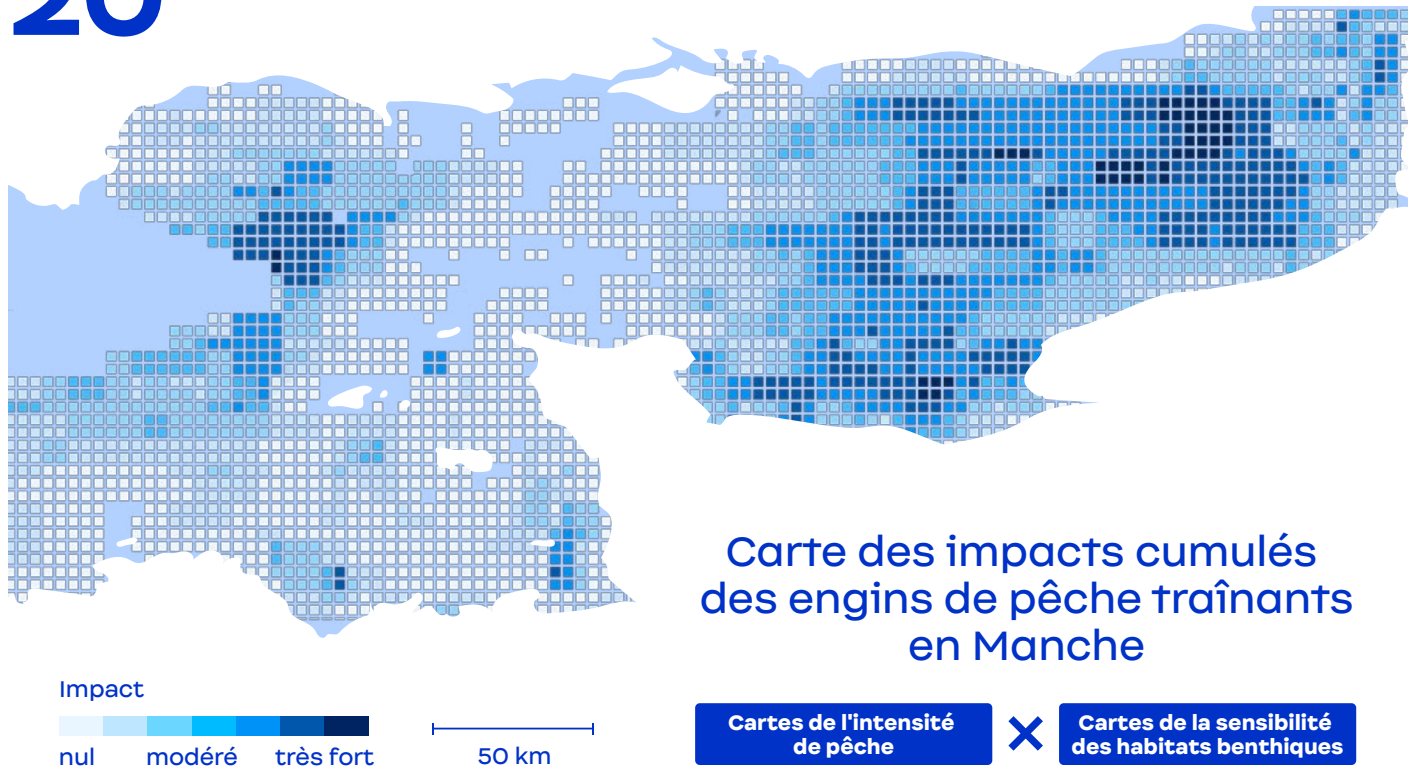 20
Carte des impacts cumulés
des engins de pêche traînants
en Manche
Impact
nul modéré très fort
50 km
Cartes de l'intensité
de pêche
×
Cartes de la sensibilité
des habitats benthiques